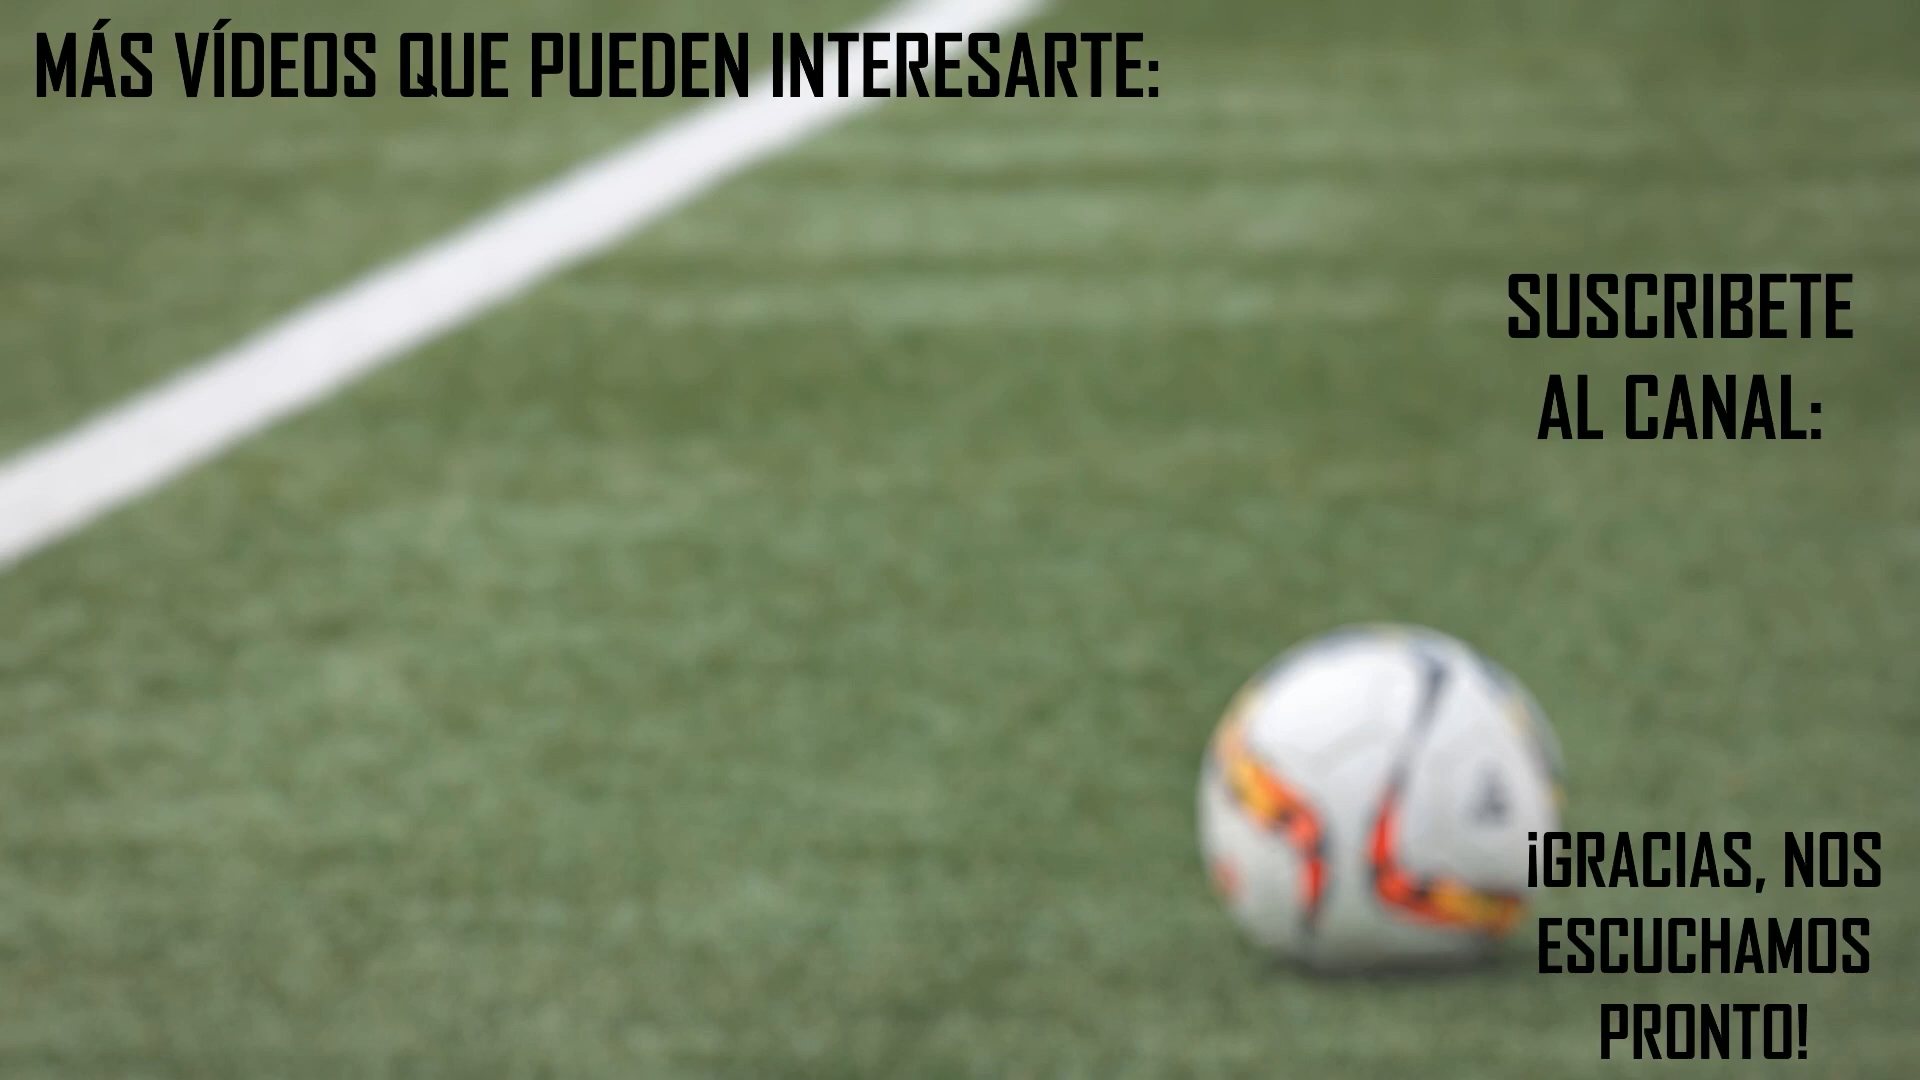 MÁS VÍDEOS QUE PUEDEN INTERESARTE:
SUSCRIBETE
AL CANAL:
¡GRACIAS, NOS
ESCUCHAMOS
PRONTO!